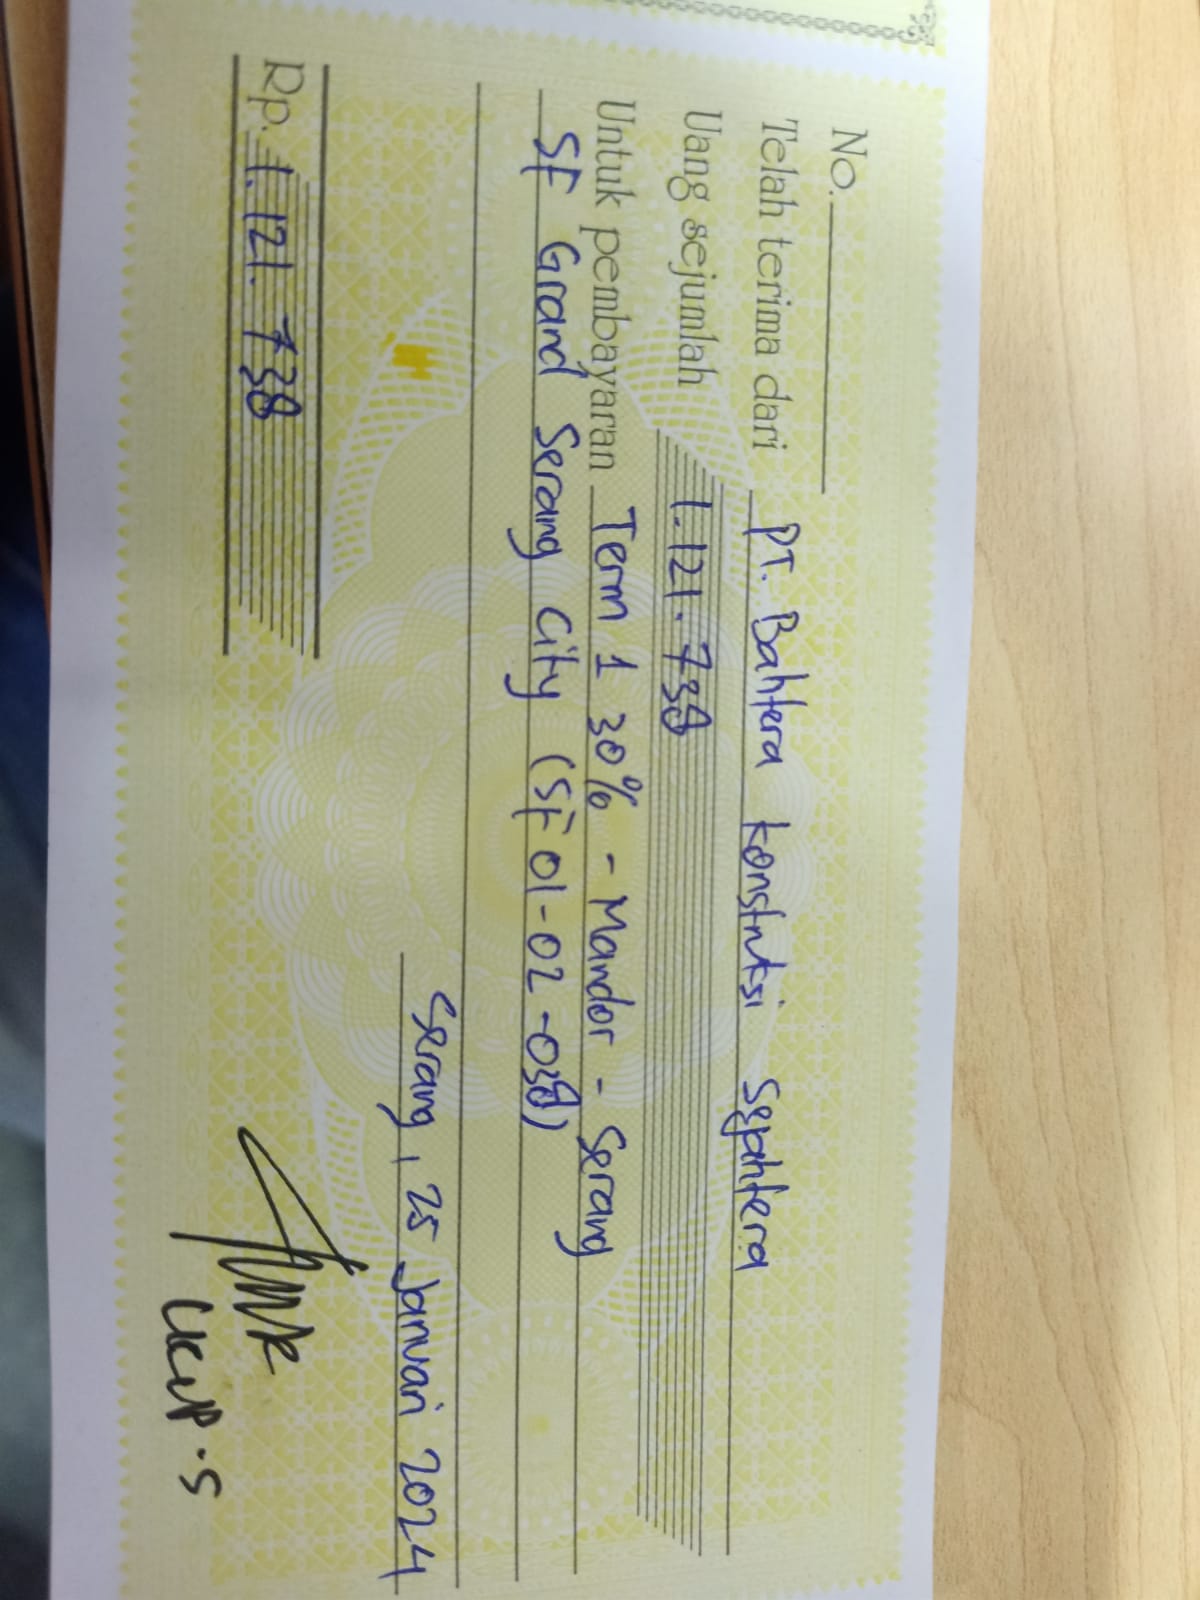 No.
Telah terima dari PT. Bahtera Konstruksi Sejahtera
Uang sejumlah 1.121.738
Untuk pembayaran Term 1 30% - Mandor - Serang
SF Grand Serang City (SF 01-02-038)
Serang, 25 Januari 2024
Rp. 1.121.738